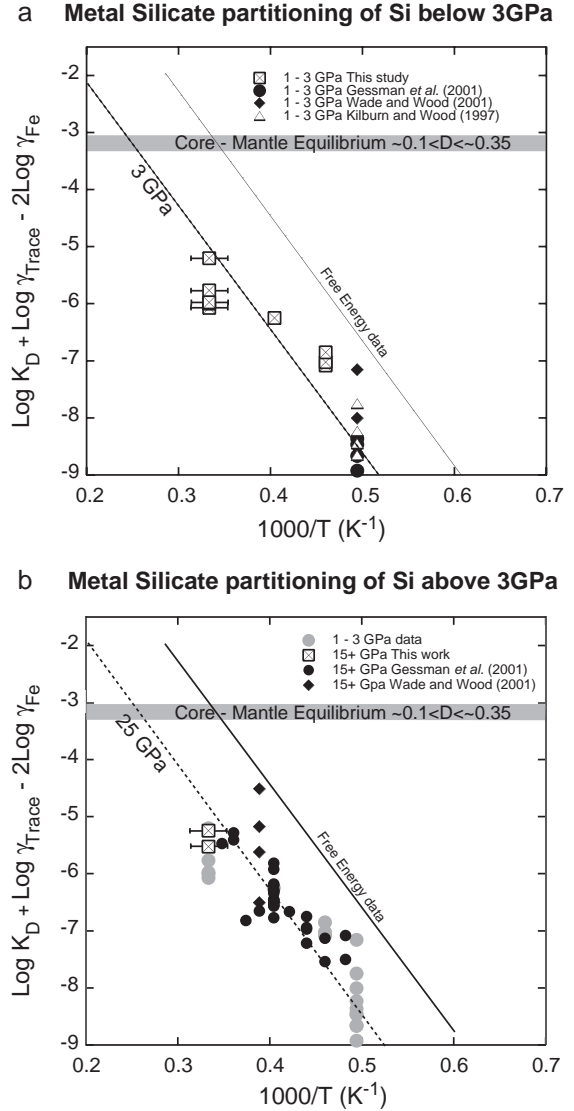 a Metal Silicate partitioning of Si below 3GPa
-2
-3
-4
-5
-6
-7
-8
-9
Log K_D + Log γ_Trace - 2Log γ_Fe
1 - 3 GPa This study
1 - 3 GPa Gessman et al. (2001)
1 - 3 GPa Wade and Wood (2001)
1 - 3 GPa Kilburn and Wood (1997)
Core - Mantle Equilibrium ~0.1<D<~0.35
3 GPa
Free Energy data
0.2 0.3 0.4 0.5 0.6 0.7
1000/T (K⁻¹)
b Metal Silicate partitioning of Si above 3GPa
-2
-3
-4
-5
-6
-7
-8
-9
Log K_D + Log γ_Trace - 2Log γ_Fe
1 - 3 GPa data
15+ GPa This work
15+ GPa Gessman et al. (2001)
15+ Gpa Wade and Wood (2001)
Core - Mantle Equilibrium ~0.1<D<~0.35
25 GPa
Free Energy data
0.2 0.3 0.4 0.5 0.6 0.7
1000/T (K⁻¹)